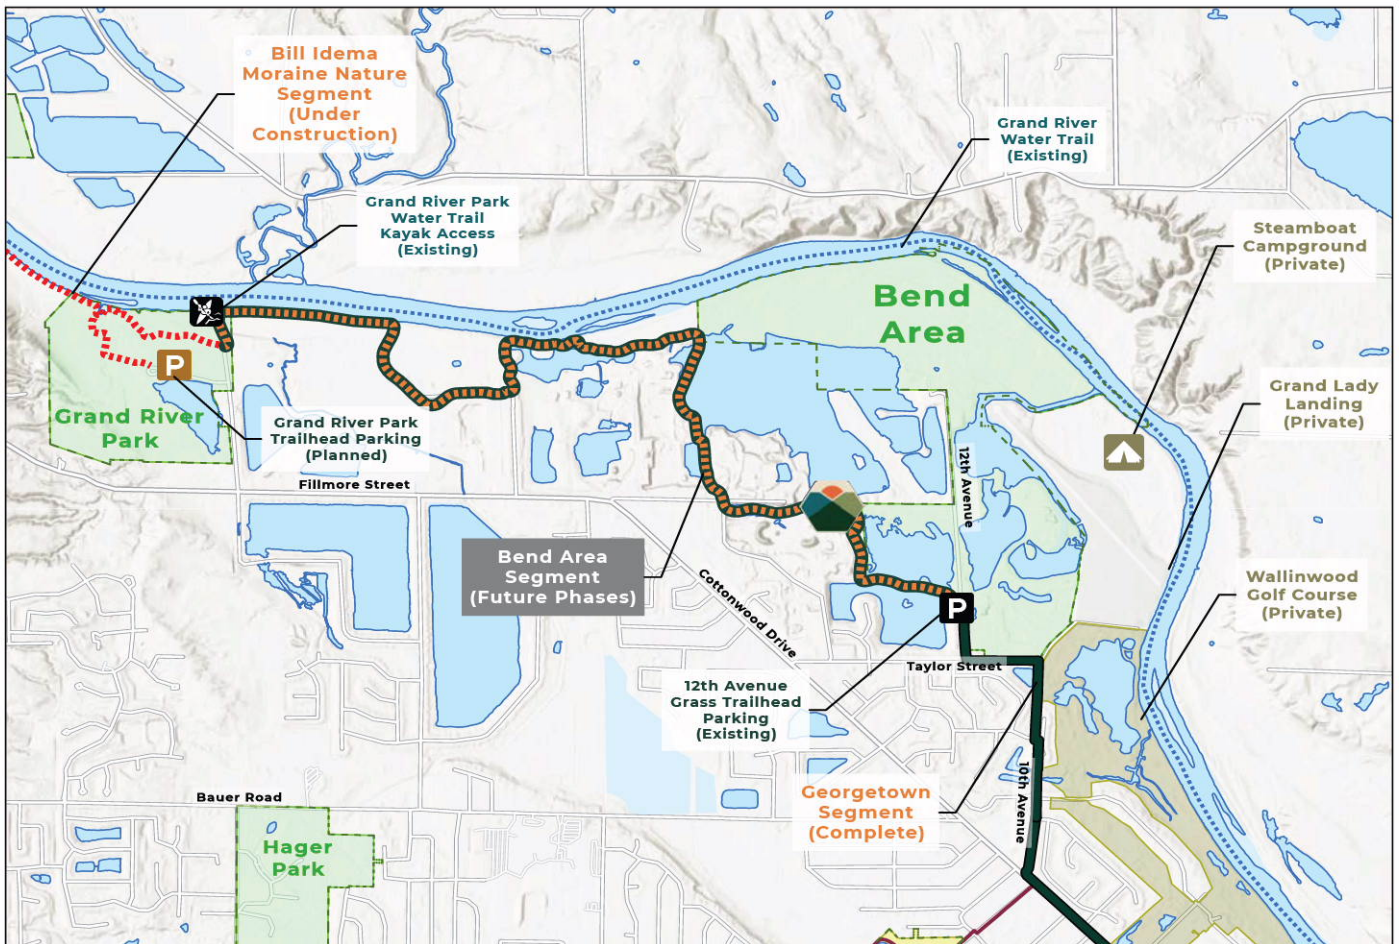 Bill Idema
Moraine Nature
Segment
(Under
Construction)
Grand River
Water Trail
(Existing)
Grand River Park
Water Trail
Kayak Access
(Existing)
Steamboat
Campground
(Private)
Bend
Area
P
Grand River
Park
Grand River Park
Trailhead Parking
(Planned)
Grand Lady
Landing
(Private)
Fillmore Street
12th Avenue
Bend Area
Segment
(Future Phases)
Cottonwood Drive
Wallinwood
Golf Course
(Private)
P
Taylor Street
12th Avenue
Grass Trailhead
Parking
(Existing)
10th Avenue
Georgetown
Segment
(Complete)
Bauer Road
Hager
Park